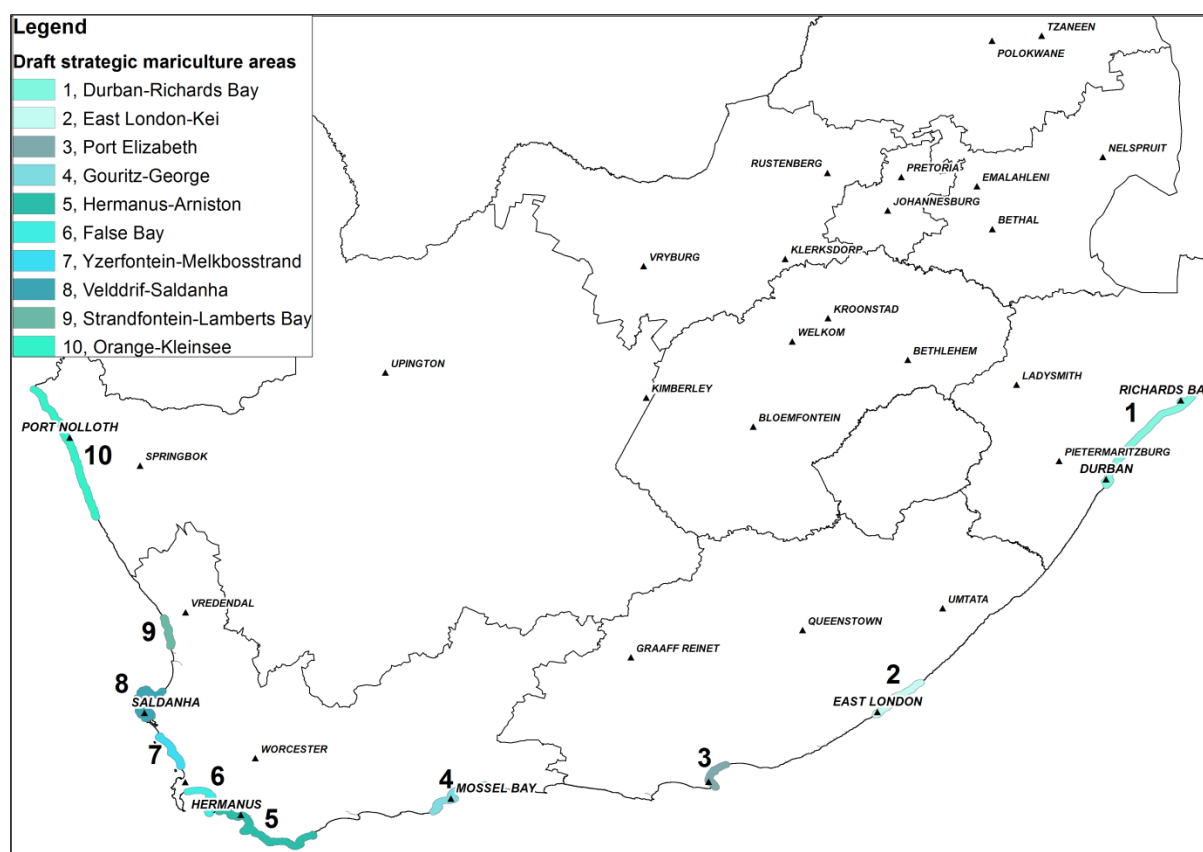 Legend
Draft strategic mariculture areas
1, Durban-Richards Bay
2, East London-Kei
3, Port Elizabeth
4, Gouritz-George
5, Hermanus-Arniston
6, False Bay
7, Yzerfontein-Melkbosstrand
8, Velddrif-Saldanha
9, Strandfontein-Lamberts Bay
10, Orange-Kleinsee
TZANEEN
POLOKWANE
NELSPRUIT
RUSTENBERG
PRETORIA
EMALAHLENI
JOHANNESBURG
BETHAL
KLERKSDORP
VRYBURG
KROONSTAD
WELKOM
BETHLEHEM
UPINGTON
KIMBERLEY
LADYSMITH
RICHARDS BA
1
BLOEMFONTEIN
PORT NOLLOTH
10
SPRINGBOK
PIETERMARITZBURG
DURBAN
VREDENDAL
9
UMTATA
QUEENSTOWN
GRAAFF REINET
8
SALDANHA
2
EAST LONDON
7
WORCESTER
6
3
4
MOSSEL BAY
HERMANUS
5